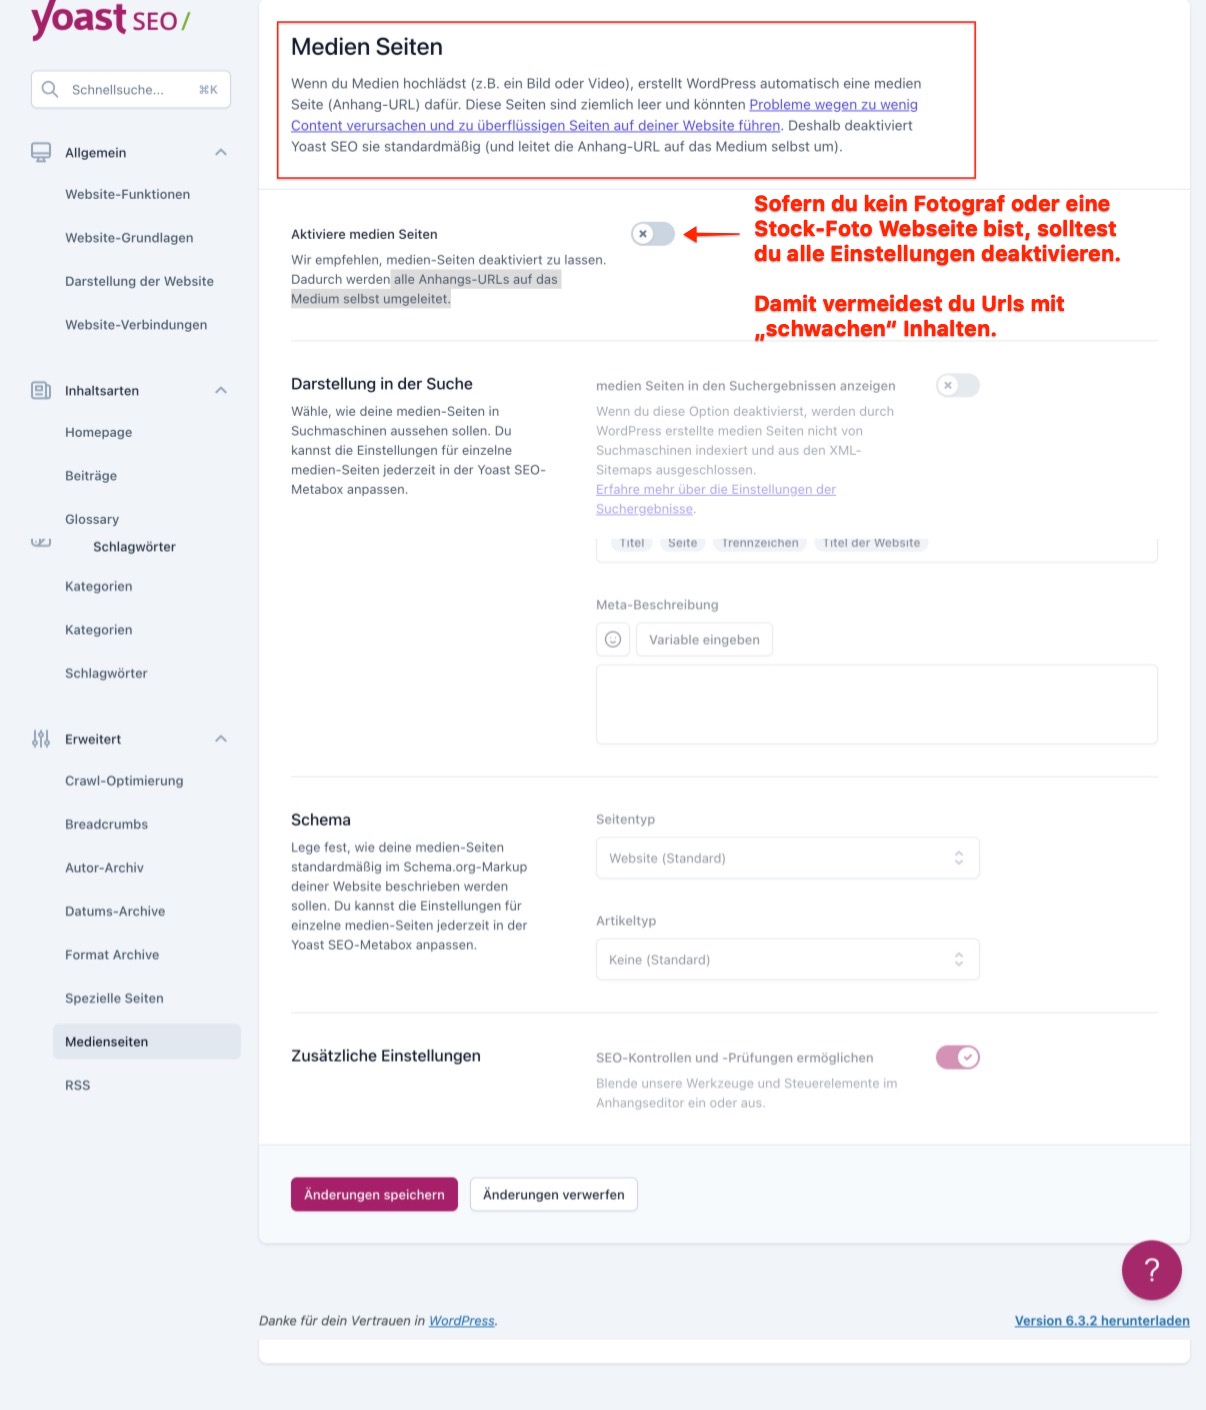 yoast SEO/
Schnellsuche... ⌘K
Allgemein
Website-Funktionen
Website-Grundlagen
Darstellung der Website
Website-Verbindungen
Inhaltsarten
Homepage
Beiträge
Glossary
Schlagwörter
Kategorien
Kategorien
Schlagwörter
Erweitert
Crawl-Optimierung
Breadcrumbs
Autor-Archiv
Datums-Archive
Format Archive
Spezielle Seiten
Medienseiten
RSS
Medien Seiten
Wenn du Medien hochlädst (z.B. ein Bild oder Video), erstellt WordPress automatisch eine medien
Seite (Anhang-URL) dafür. Diese Seiten sind ziemlich leer und könnten Probleme wegen zu wenig
Content verursachen und zu überflüssigen Seiten auf deiner Website führen. Deshalb deaktiviert
Yoast SEO sie standardmäßig (und leitet die Anhang-URL auf das Medium selbst um).
Aktiviere medien Seiten
Wir empfehlen, medien-Seiten deaktiviert zu lassen.
Dadurch werden alle Anhangs-URLs auf das
Medium selbst umgeleitet.
Sofern du kein Fotograf oder eine
Stock-Foto Webseite bist, solltest
du alle Einstellungen deaktivieren.
Damit vermeidest du Urls mit
„schwachen“ Inhalten.
Darstellung in der Suche
Wähle, wie deine medien-Seiten in
Suchmaschinen aussehen sollen. Du
kannst die Einstellungen für einzelne
medien-Seiten jederzeit in der Yoast SEO-
Metabox anpassen.
medien Seiten in den Suchergebnissen anzeigen
Wenn du diese Option deaktivierst, werden durch
WordPress erstellte medien Seiten nicht von
Suchmaschinen indexiert und aus den XML-
Sitemaps ausgeschlossen.
Erfahre mehr über die Einstellungen der
Suchergebnisse.
Titel Seite Trennzeichen Titel der Website
Meta-Beschreibung
Variable eingeben
Schema
Lege fest, wie deine medien-Seiten
standardmäßig im Schema.org-Markup
deiner Website beschrieben werden
sollen. Du kannst die Einstellungen für
einzelne medien-Seiten jederzeit in der
Yoast SEO-Metabox anpassen.
Seitentyp
Website (Standard)
Artikeltyp
Keine (Standard)
Zusätzliche Einstellungen
SEO-Kontrollen und -Prüfungen ermöglichen
Blende unsere Werkzeuge und Steuerelemente im
Anhangseditor ein oder aus.
Änderungen speichern Änderungen verwerfen
?
Danke für dein Vertrauen in WordPress.
Version 6.3.2 herunterladen